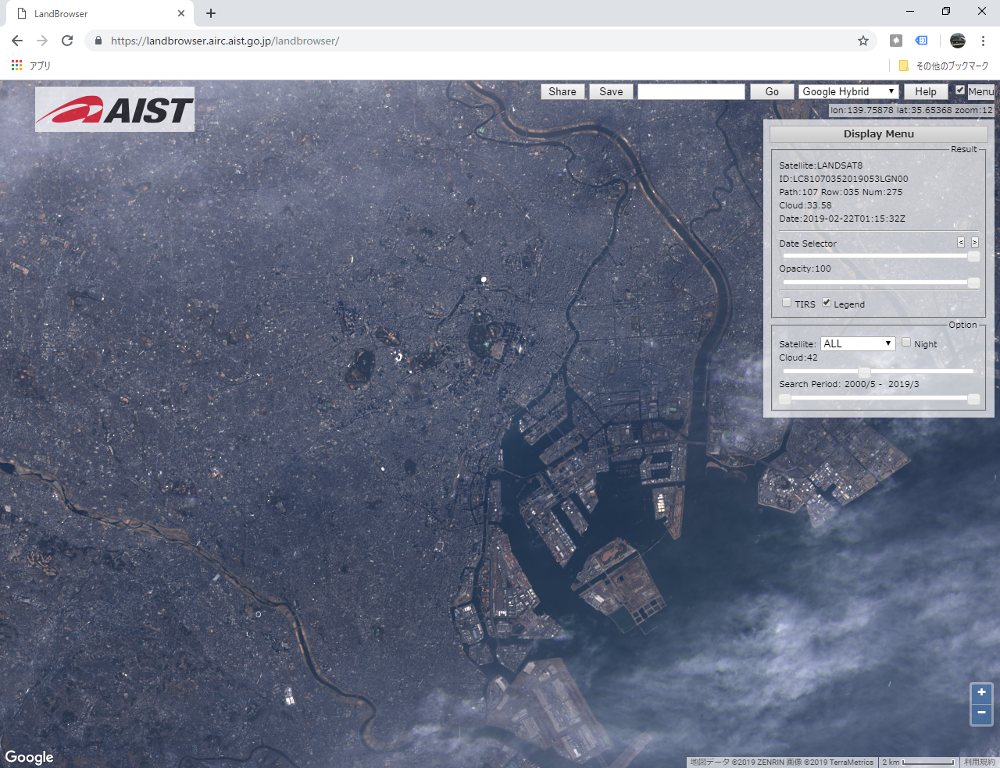 LandBrowser
https://landbrowser.airc.aist.go.jp/landbrowser/
アプリ
その他のブックマーク
AIST
Share Save Go Google Hybrid Help Menu
lon:139.75878 lat:35.65368 zoom:12
Display Menu
Result
Satellite:LANDSAT8
ID:LC81070352019053LGN00
Path:107 Row:035 Num:275
Cloud:33.58
Date:2019-02-22T01:15:32Z
Date Selector < >
Opacity:100
TIRS Legend
Option
Satellite: ALL Night
Cloud:42
Search Period: 2000/5 - 2019/3
+
−
Google
地図データ ©2019 ZENRIN 画像 ©2019 TerraMetrics 2 km 利用規約